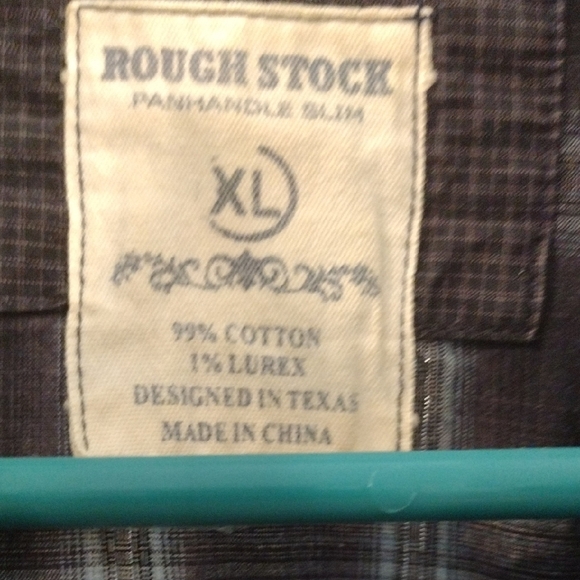 ROUGH STOCK
PANHANDLE SLIM
XL
99% COTTON
1% LUREX
DESIGNED IN TEXAS
MADE IN CHINA